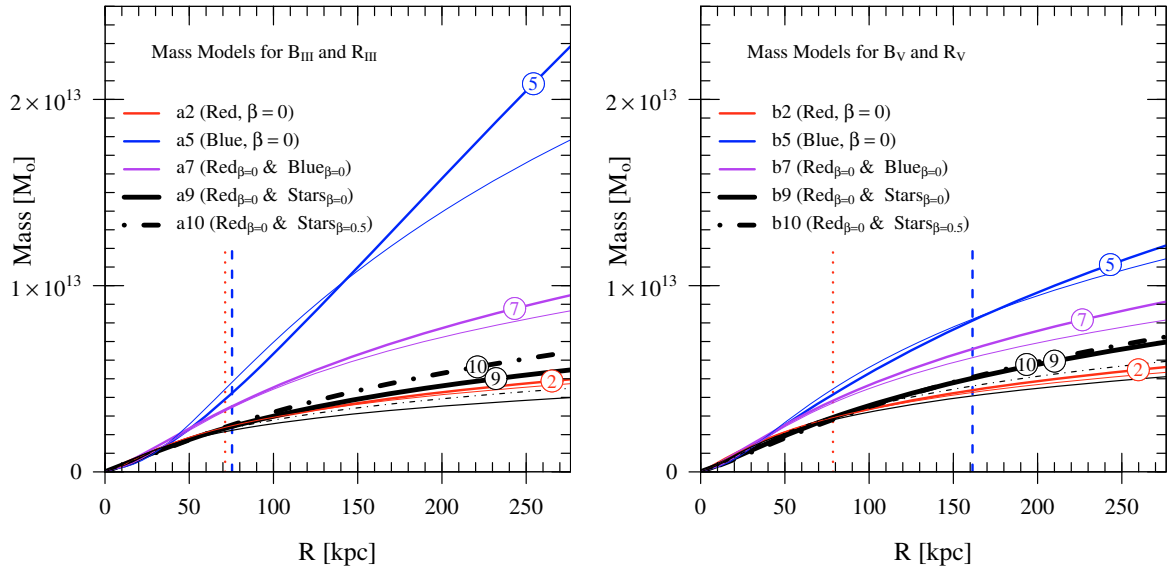 Mass Models for B_III and R_III
a2 (Red, β = 0)
a5 (Blue, β = 0)
a7 (Red_β=0 & Blue_β=0)
a9 (Red_β=0 & Stars_β=0)
a10 (Red_β=0 & Stars_β=0.5)
5
7
10
9
2
2 × 10^13
1 × 10^13
0
Mass [M_o]
0 50 100 150 200 250
R [kpc]
Mass Models for B_V and R_V
b2 (Red, β = 0)
b5 (Blue, β = 0)
b7 (Red_β=0 & Blue_β=0)
b9 (Red_β=0 & Stars_β=0)
b10 (Red_β=0 & Stars_β=0.5)
5
7
10
9
2
2 × 10^13
1 × 10^13
0
Mass [M_o]
0 50 100 150 200 250
R [kpc]